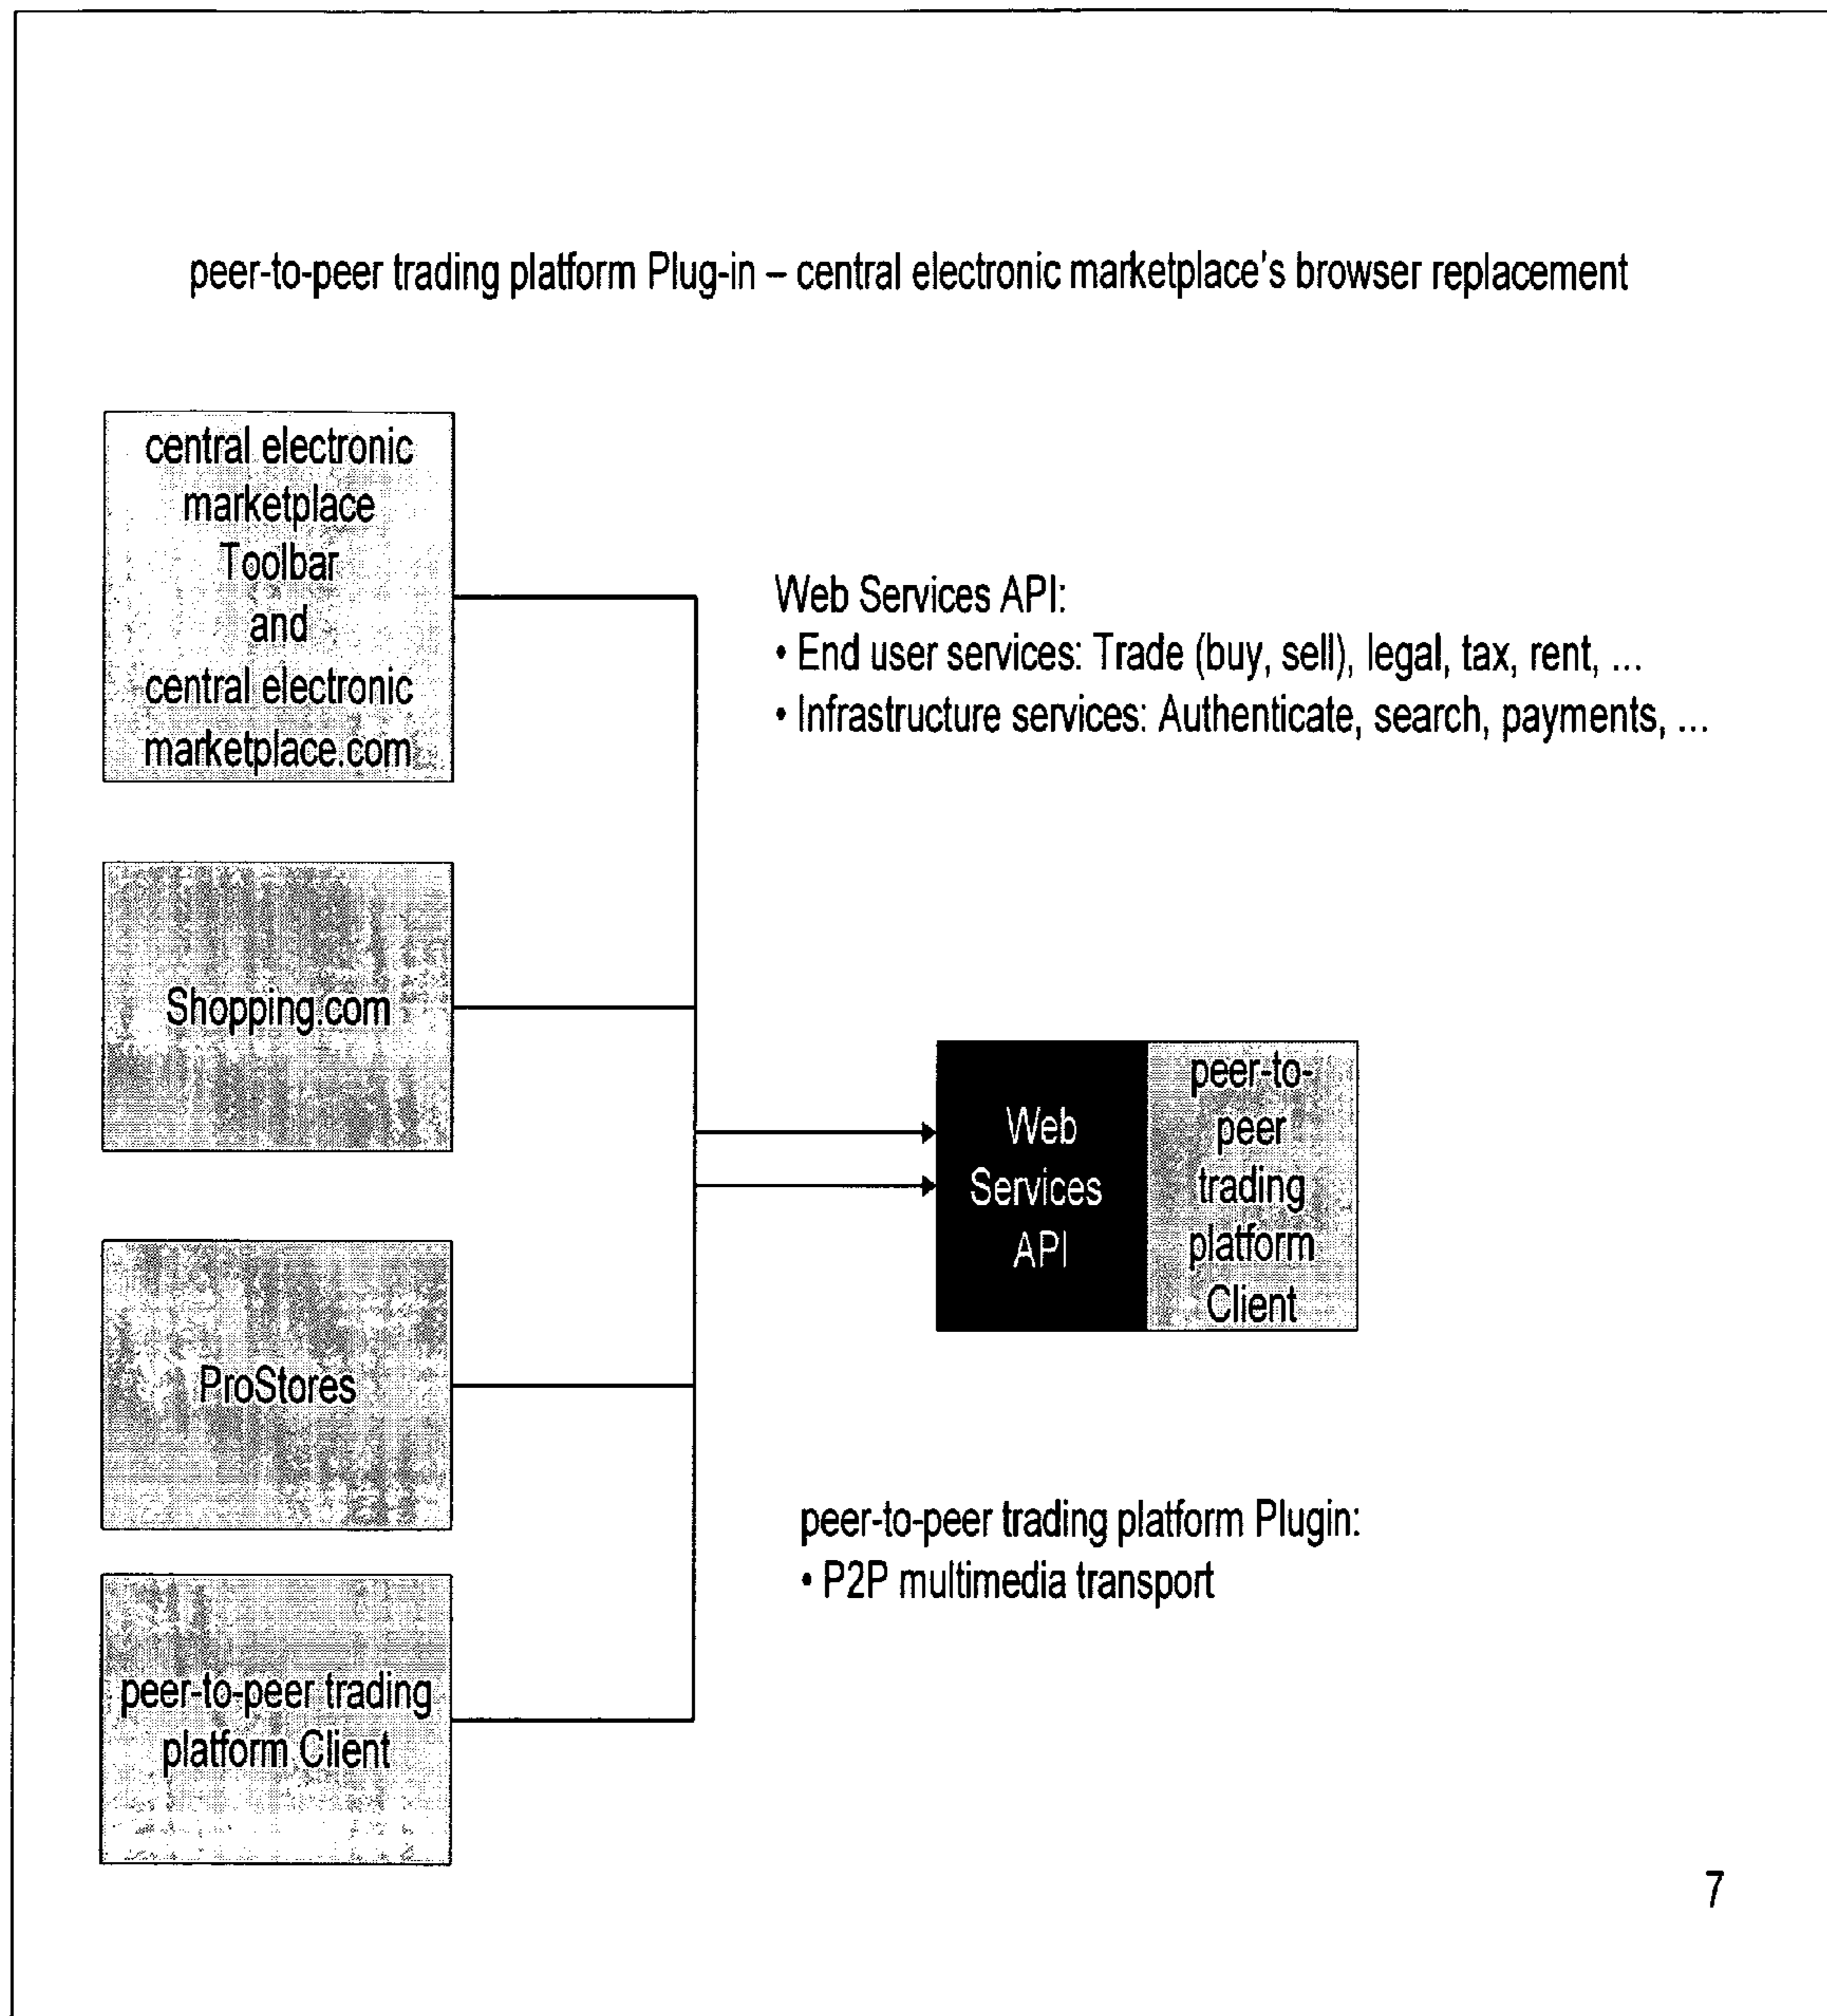 peer-to-peer trading platform Plug-in – central electronic marketplace's browser replacement
central electronic
marketplace
Toolbar
and
central electronic
marketplace.com
Web Services API:
• End user services: Trade (buy, sell), legal, tax, rent, ...
• Infrastructure services: Authenticate, search, payments, ...
Shopping.com
Web
Services
API
peer-to-
peer
trading
platform
Client
ProStores
peer-to-peer trading platform Plugin:
• P2P multimedia transport
peer-to-peer trading
platform Client
7